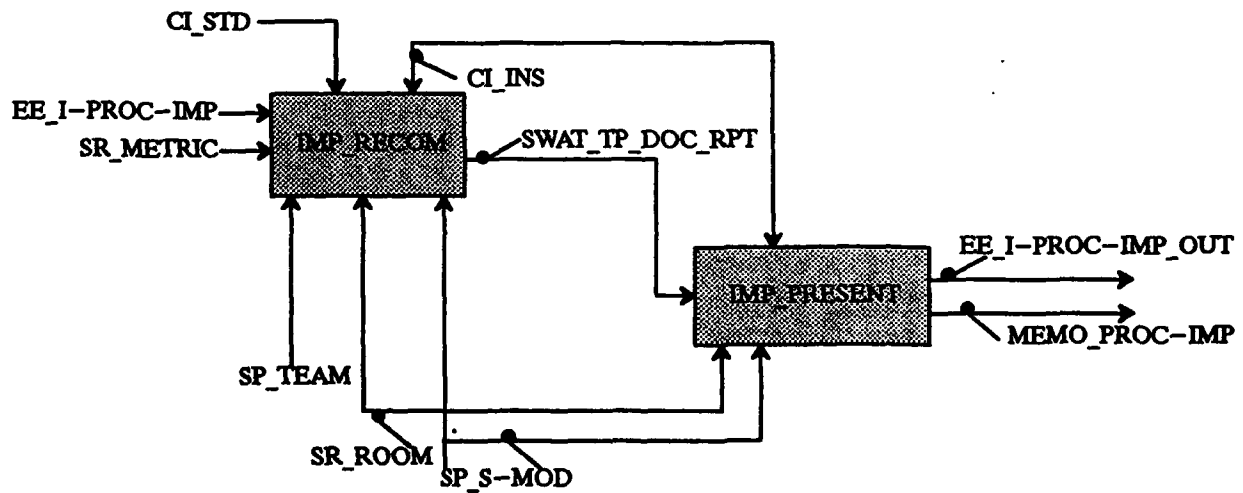 CI_STD
CI_INS
EE_I-PROC-IMP
SR_METRIC
IMP_RECOM
SWAT_TP_DOC_RPT
EE_I-PROC-IMP_OUT
IMP_PRESENT
MEMO_PROC-IMP
SP_TEAM
SR_ROOM
SP_S-MOD